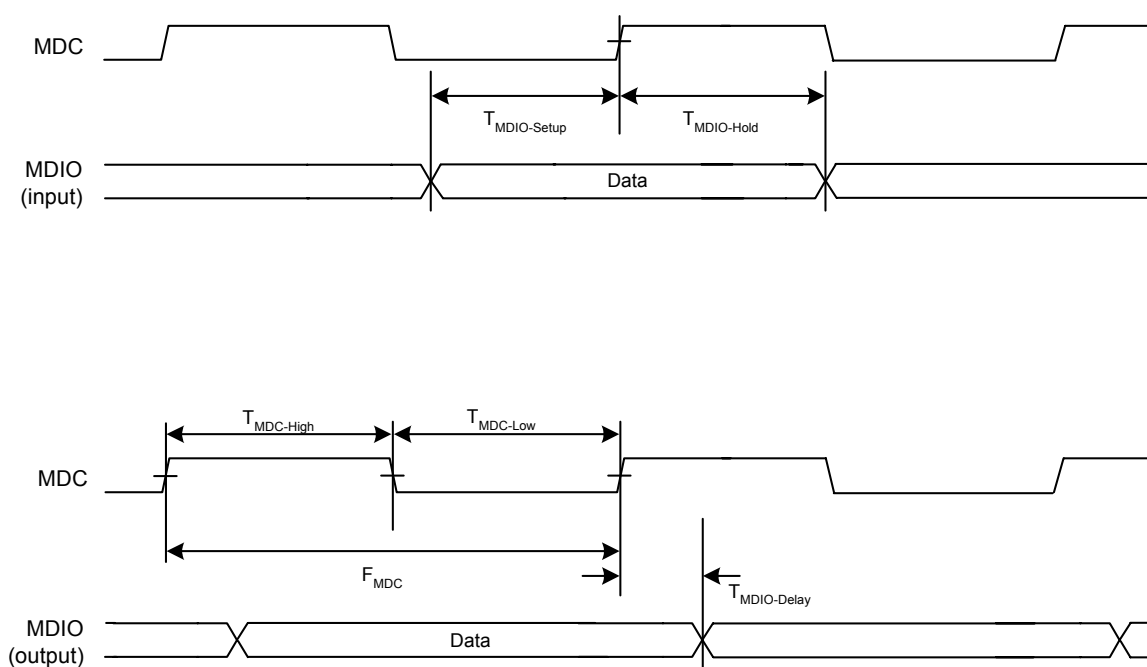 MDC
T MDIO-Setup
T MDIO-Hold
MDIO
(input)
Data
T MDC-High
T MDC-Low
MDC
F MDC
T MDIO-Delay
MDIO
(output)
Data